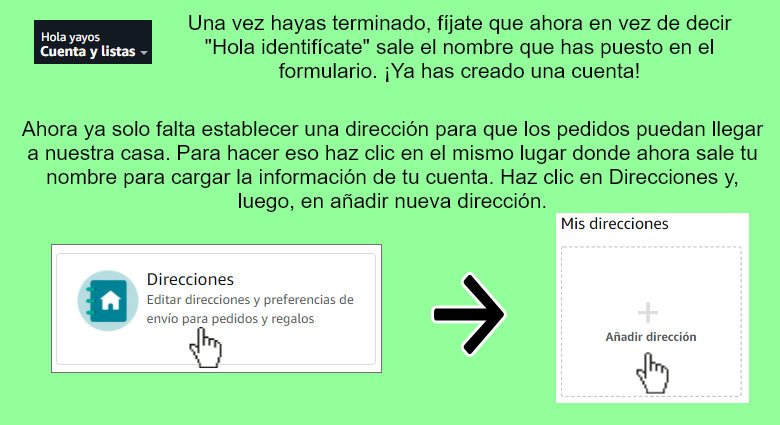 Hola yayos
Cuenta y listas
Una vez hayas terminado, fíjate que ahora en vez de decir
"Hola identifícate" sale el nombre que has puesto en el
formulario. ¡Ya has creado una cuenta!
Ahora ya solo falta establecer una dirección para que los pedidos puedan llegar
a nuestra casa. Para hacer eso haz clic en el mismo lugar donde ahora sale tu
nombre para cargar la información de tu cuenta. Haz clic en Direcciones y,
luego, en añadir nueva dirección.
Direcciones
Editar direcciones y preferencias de
envío para pedidos y regalos
Mis direcciones
Añadir dirección